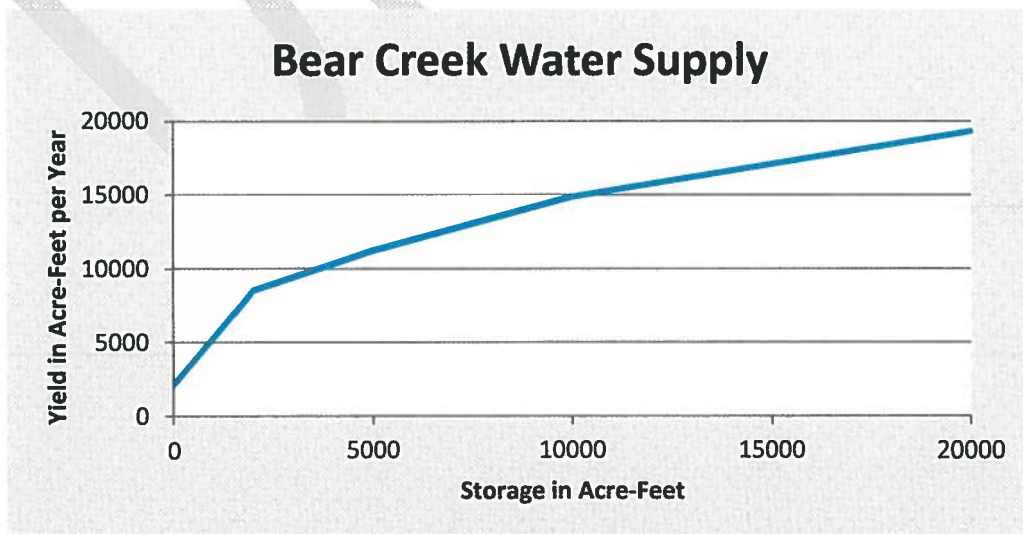 Bear Creek Water Supply
Yield in Acre-Feet per Year
20000
15000
10000
5000
0
0 5000 10000 15000 20000
Storage in Acre-Feet